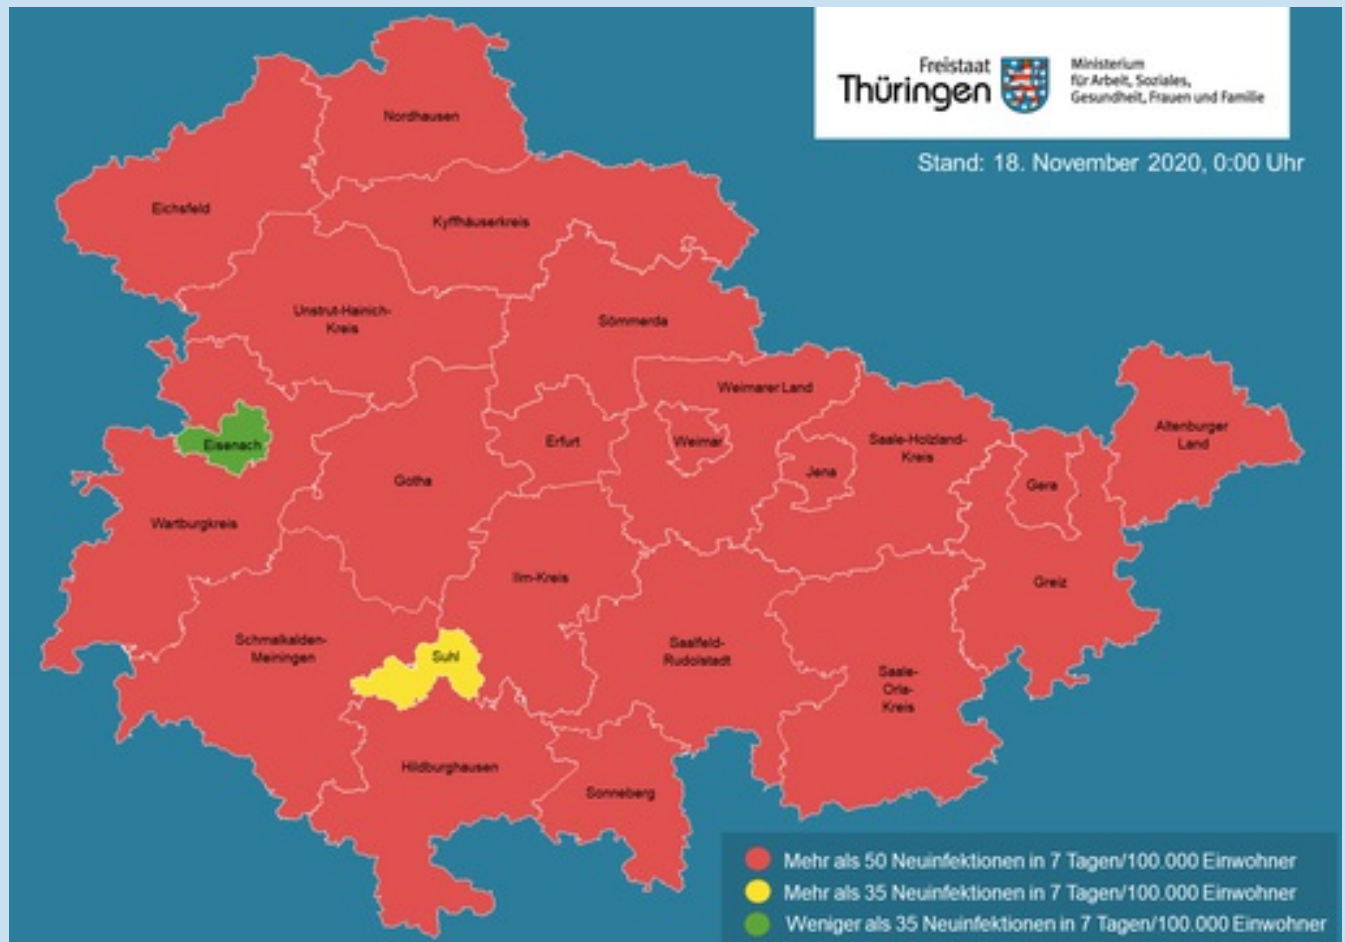 Freistaat
Thüringen
Ministerium
für Arbeit, Soziales,
Gesundheit, Frauen und Familie
Stand: 18. November 2020, 0:00 Uhr
Nordhausen
Eichsfeld
Kyffhäuserkreis
Unstrut-Hainich-
Kreis
Sömmerda
Weimarer Land
Eisenach
Erfurt
Weimar
Jena
Saale-Holzland-
Kreis
Gera
Altenburger
Land
Gotha
Wartburgkreis
Ilm-Kreis
Greiz
Schmalkalden-
Meiningen
Suhl
Saalfeld-
Rudolstadt
Saale-
Orla-
Kreis
Hildburghausen
Sonneberg
Mehr als 50 Neuinfektionen in 7 Tagen/100.000 Einwohner
Mehr als 35 Neuinfektionen in 7 Tagen/100.000 Einwohner
Weniger als 35 Neuinfektionen in 7 Tagen/100.000 Einwohner